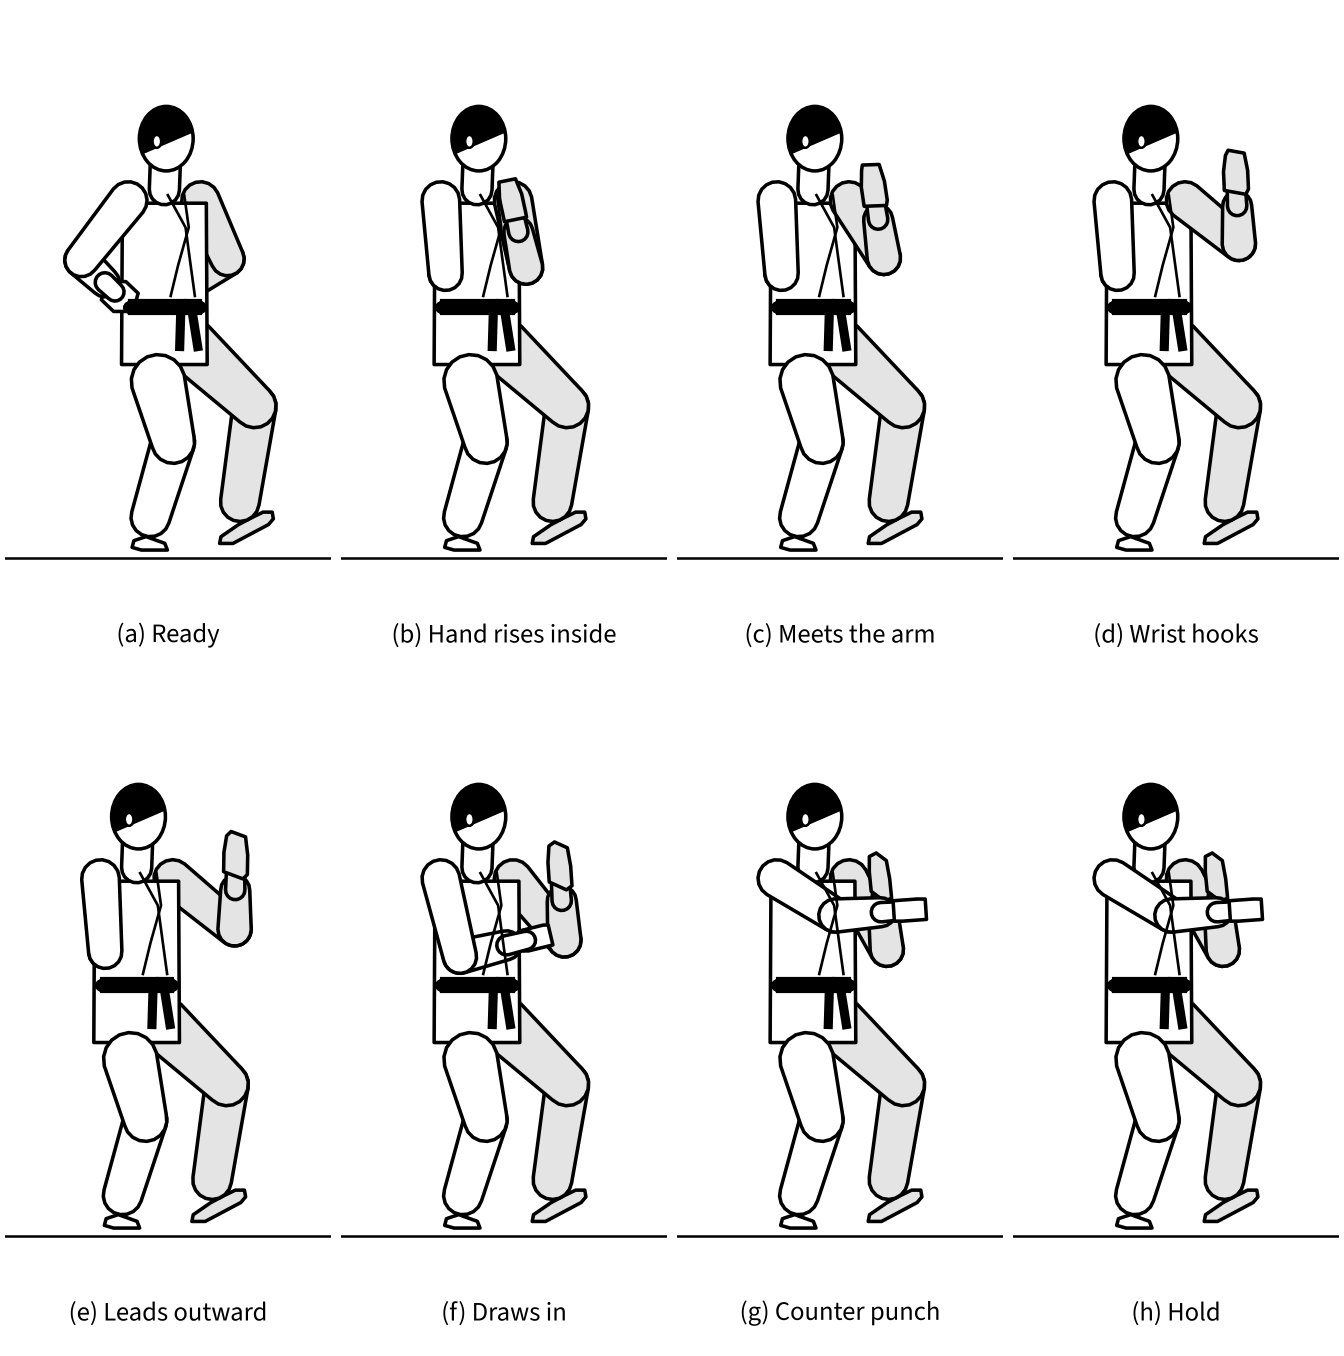 (a) Ready
(b) Hand rises inside
(c) Meets the arm
(d) Wrist hooks
(e) Leads outward
(f) Draws in
(g) Counter punch
(h) Hold